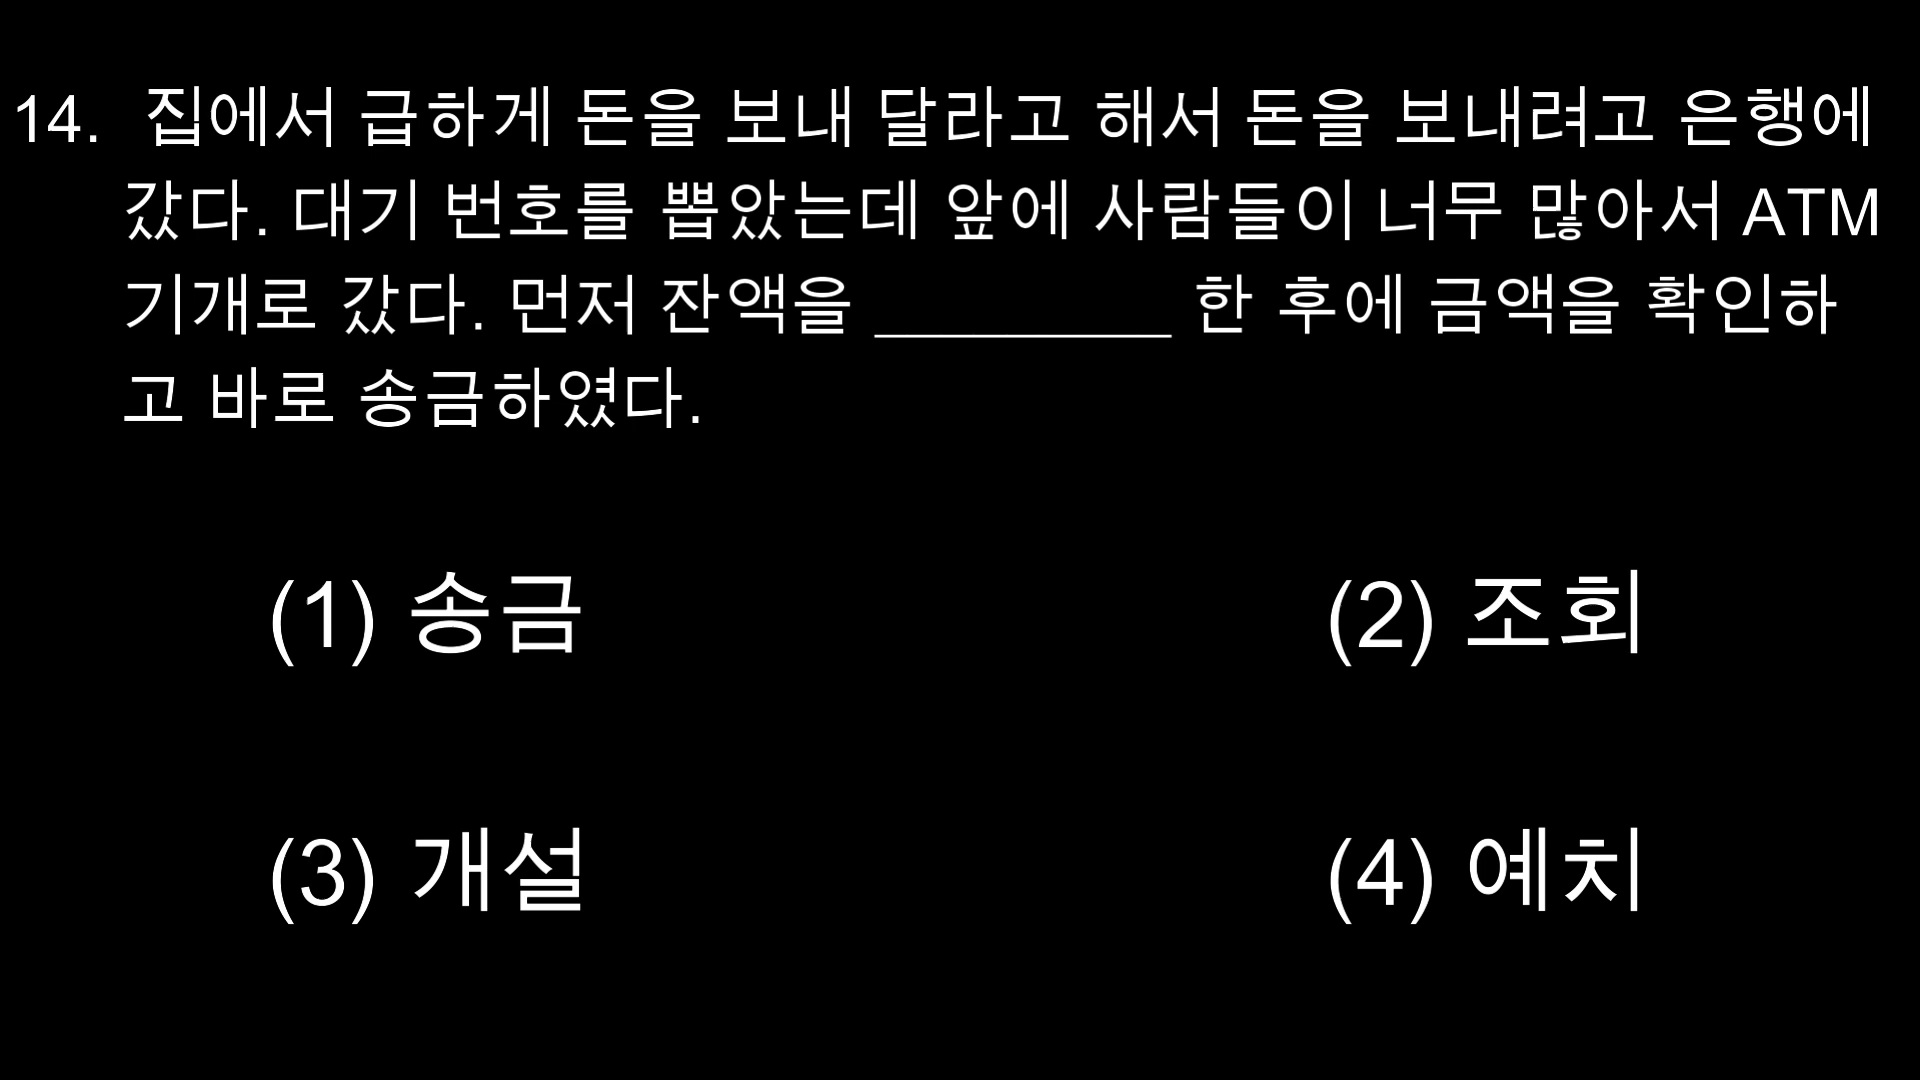 14. 집에서 급하게 돈을 보내 달라고 해서 돈을 보내려고 은행에
갔다. 대기 번호를 뽑았는데 앞에 사람들이 너무 많아서 ATM
기개로 갔다. 먼저 잔액을 _________ 한 후에 금액을 확인하
고 바로 송금하였다.
(1) 송금 (2) 조회
(3) 개설 (4) 예치